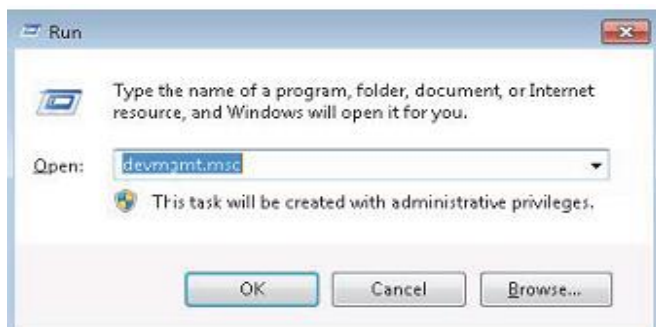 Run
Type the name of a program, folder, document, or Internet
resource, and Windows will open it for you.
Open: devmgmt.msc
This task will be created with administrative privileges.
OK Cancel Browse...